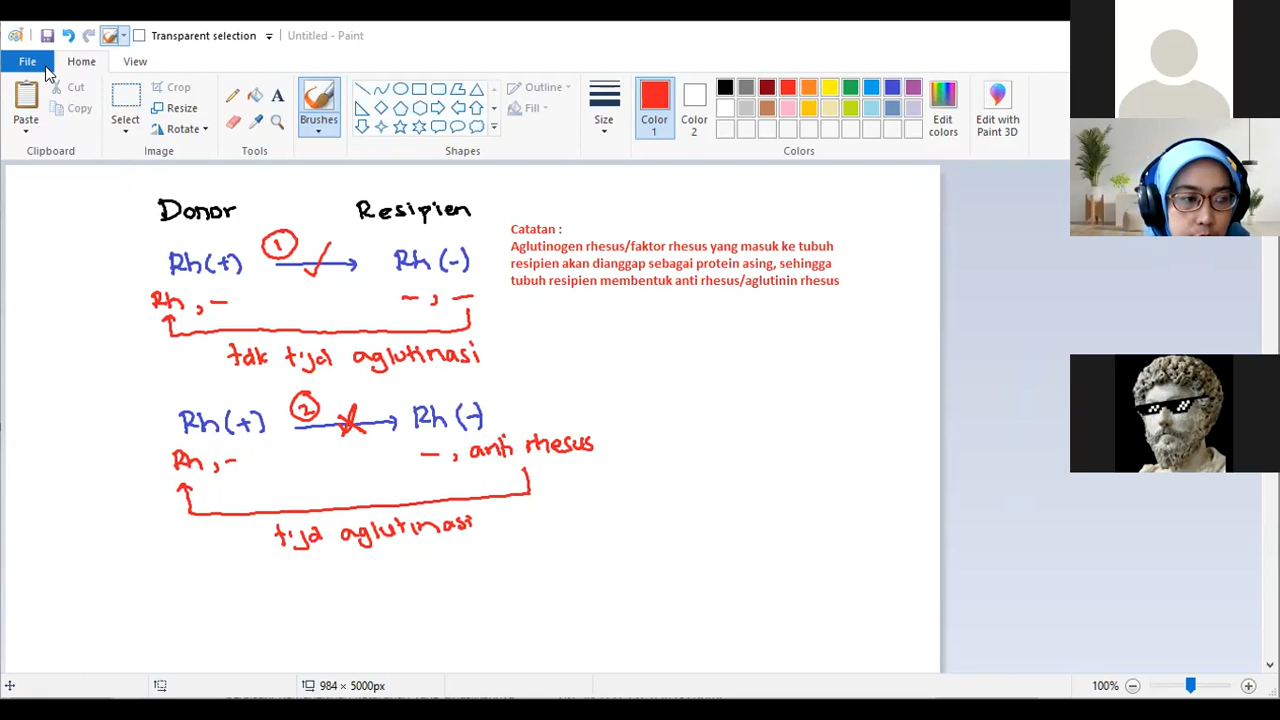 Transparent selection
Untitled - Paint
File
Home
View
Cut
Copy
Paste
Clipboard
Select
Crop
Resize
Rotate
Image
A
Tools
Brushes
Outline
Fill
Shapes
Size
Color
1
Color
2
Edit
colors
Colors
Edit with
Paint 3D
Donor
Resipien
Rh(+)
1
Rh (-)
Rh , -
- , -
tdk tjd aglutinasi
Catatan :
Aglutinogen rhesus/faktor rhesus yang masuk ke tubuh
resipien akan dianggap sebagai protein asing, sehingga
tubuh resipien membentuk anti rhesus/aglutinin rhesus
Rh(+)
2
Rh (-)
Rh , -
- , anti rhesus
tjd aglutinasi
984 × 5000px
100%